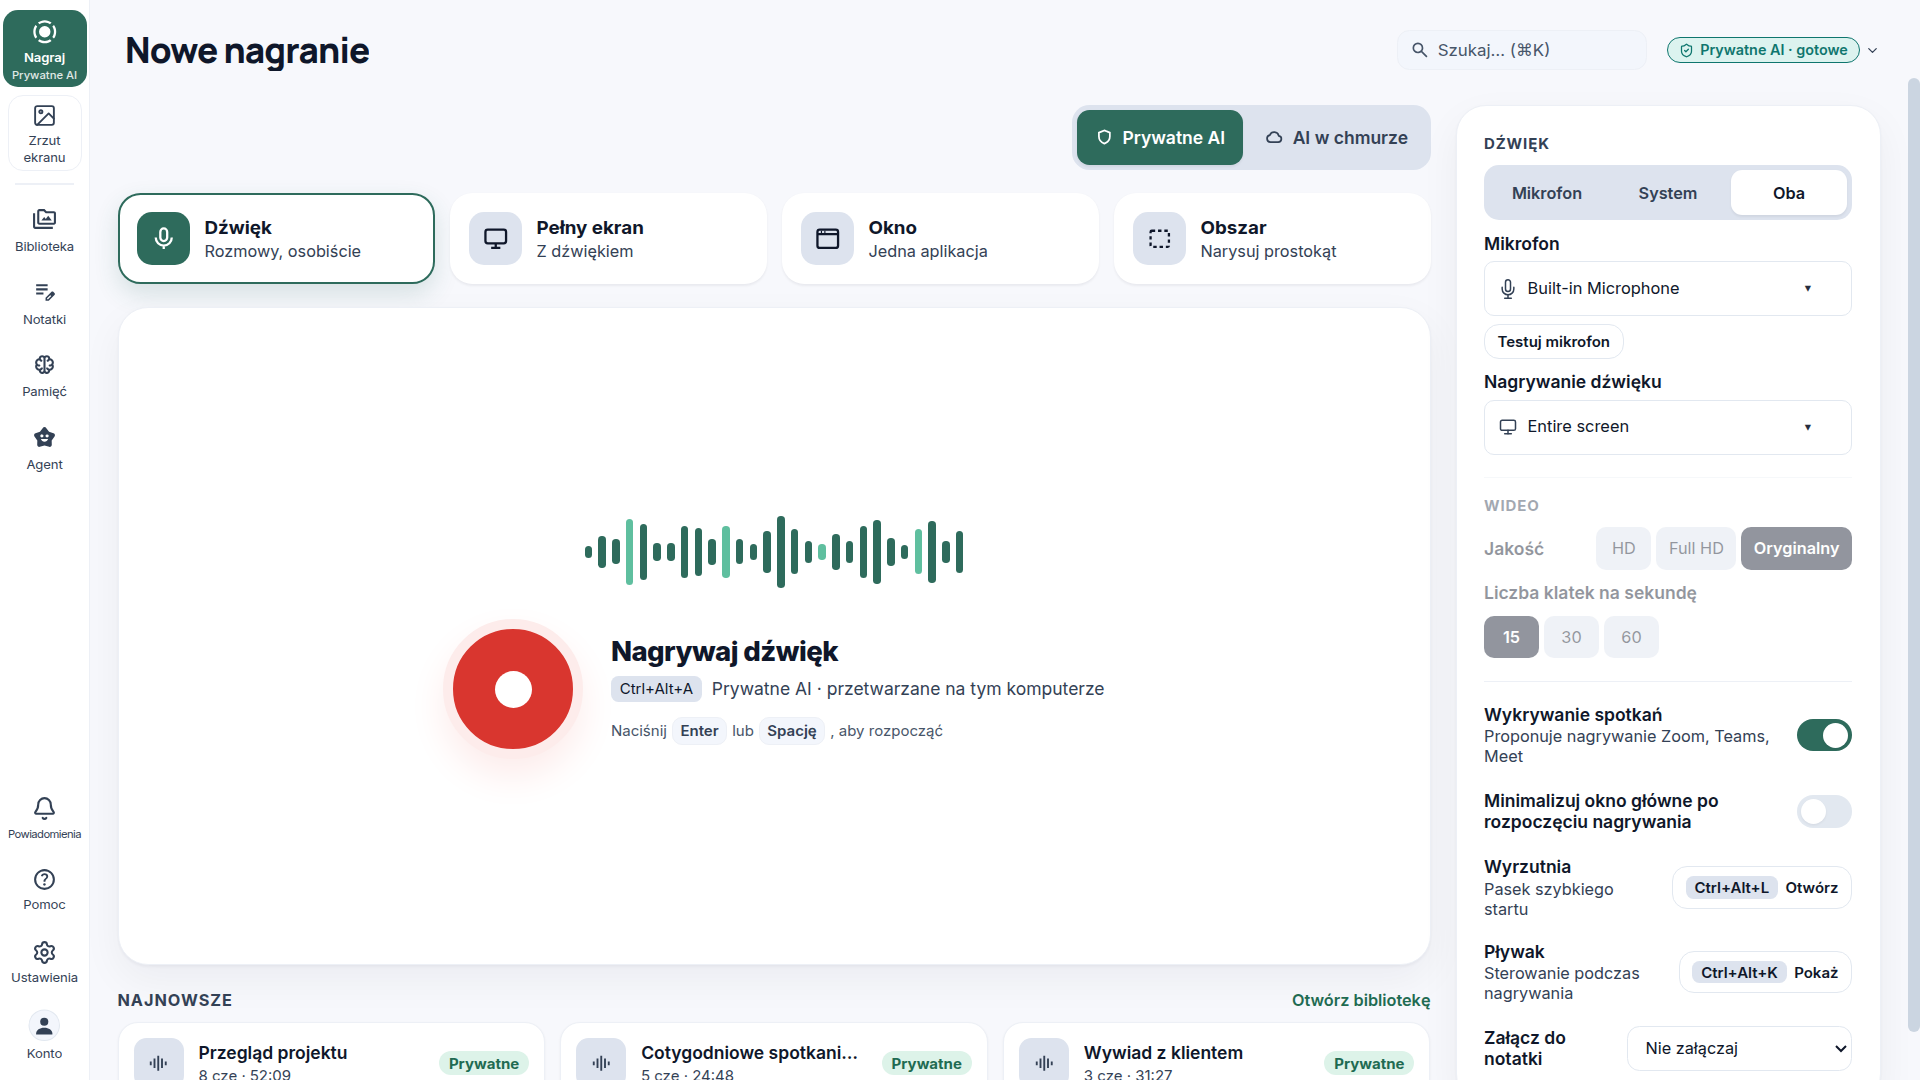 Nagraj
Prywatne AI
Zrzut
ekranu
Biblioteka
Notatki
Pamięć
Agent
Powiadomienia
Pomoc
Ustawienia
Konto
Nowe nagranie
Szukaj... (⌘K)
Prywatne AI · gotowe
Prywatne AI
AI w chmurze
Dźwięk
Rozmowy, osobiście
Pełny ekran
Z dźwiękiem
Okno
Jedna aplikacja
Obszar
Narysuj prostokąt
Nagrywaj dźwięk
Ctrl+Alt+A Prywatne AI · przetwarzane na tym komputerze
Naciśnij Enter lub Spację , aby rozpocząć
NAJNOWSZE
Otwórz bibliotekę
Przegląd projektu
8 cze · 52:09
Prywatne
Cotygodniowe spotkani...
5 cze · 24:48
Prywatne
Wywiad z klientem
3 cze · 31:27
Prywatne
DŹWIĘK
Mikrofon
System
Oba
Mikrofon
Built-in Microphone
Testuj mikrofon
Nagrywanie dźwięku
Entire screen
WIDEO
Jakość
HD
Full HD
Oryginalny
Liczba klatek na sekundę
15
30
60
Wykrywanie spotkań
Proponuje nagrywanie Zoom, Teams,
Meet
Minimalizuj okno główne po
rozpoczęciu nagrywania
Wyrzutnia
Pasek szybkiego
startu
Ctrl+Alt+L Otwórz
Pływak
Sterowanie podczas
nagrywania
Ctrl+Alt+K Pokaż
Załącz do
notatki
Nie załączaj